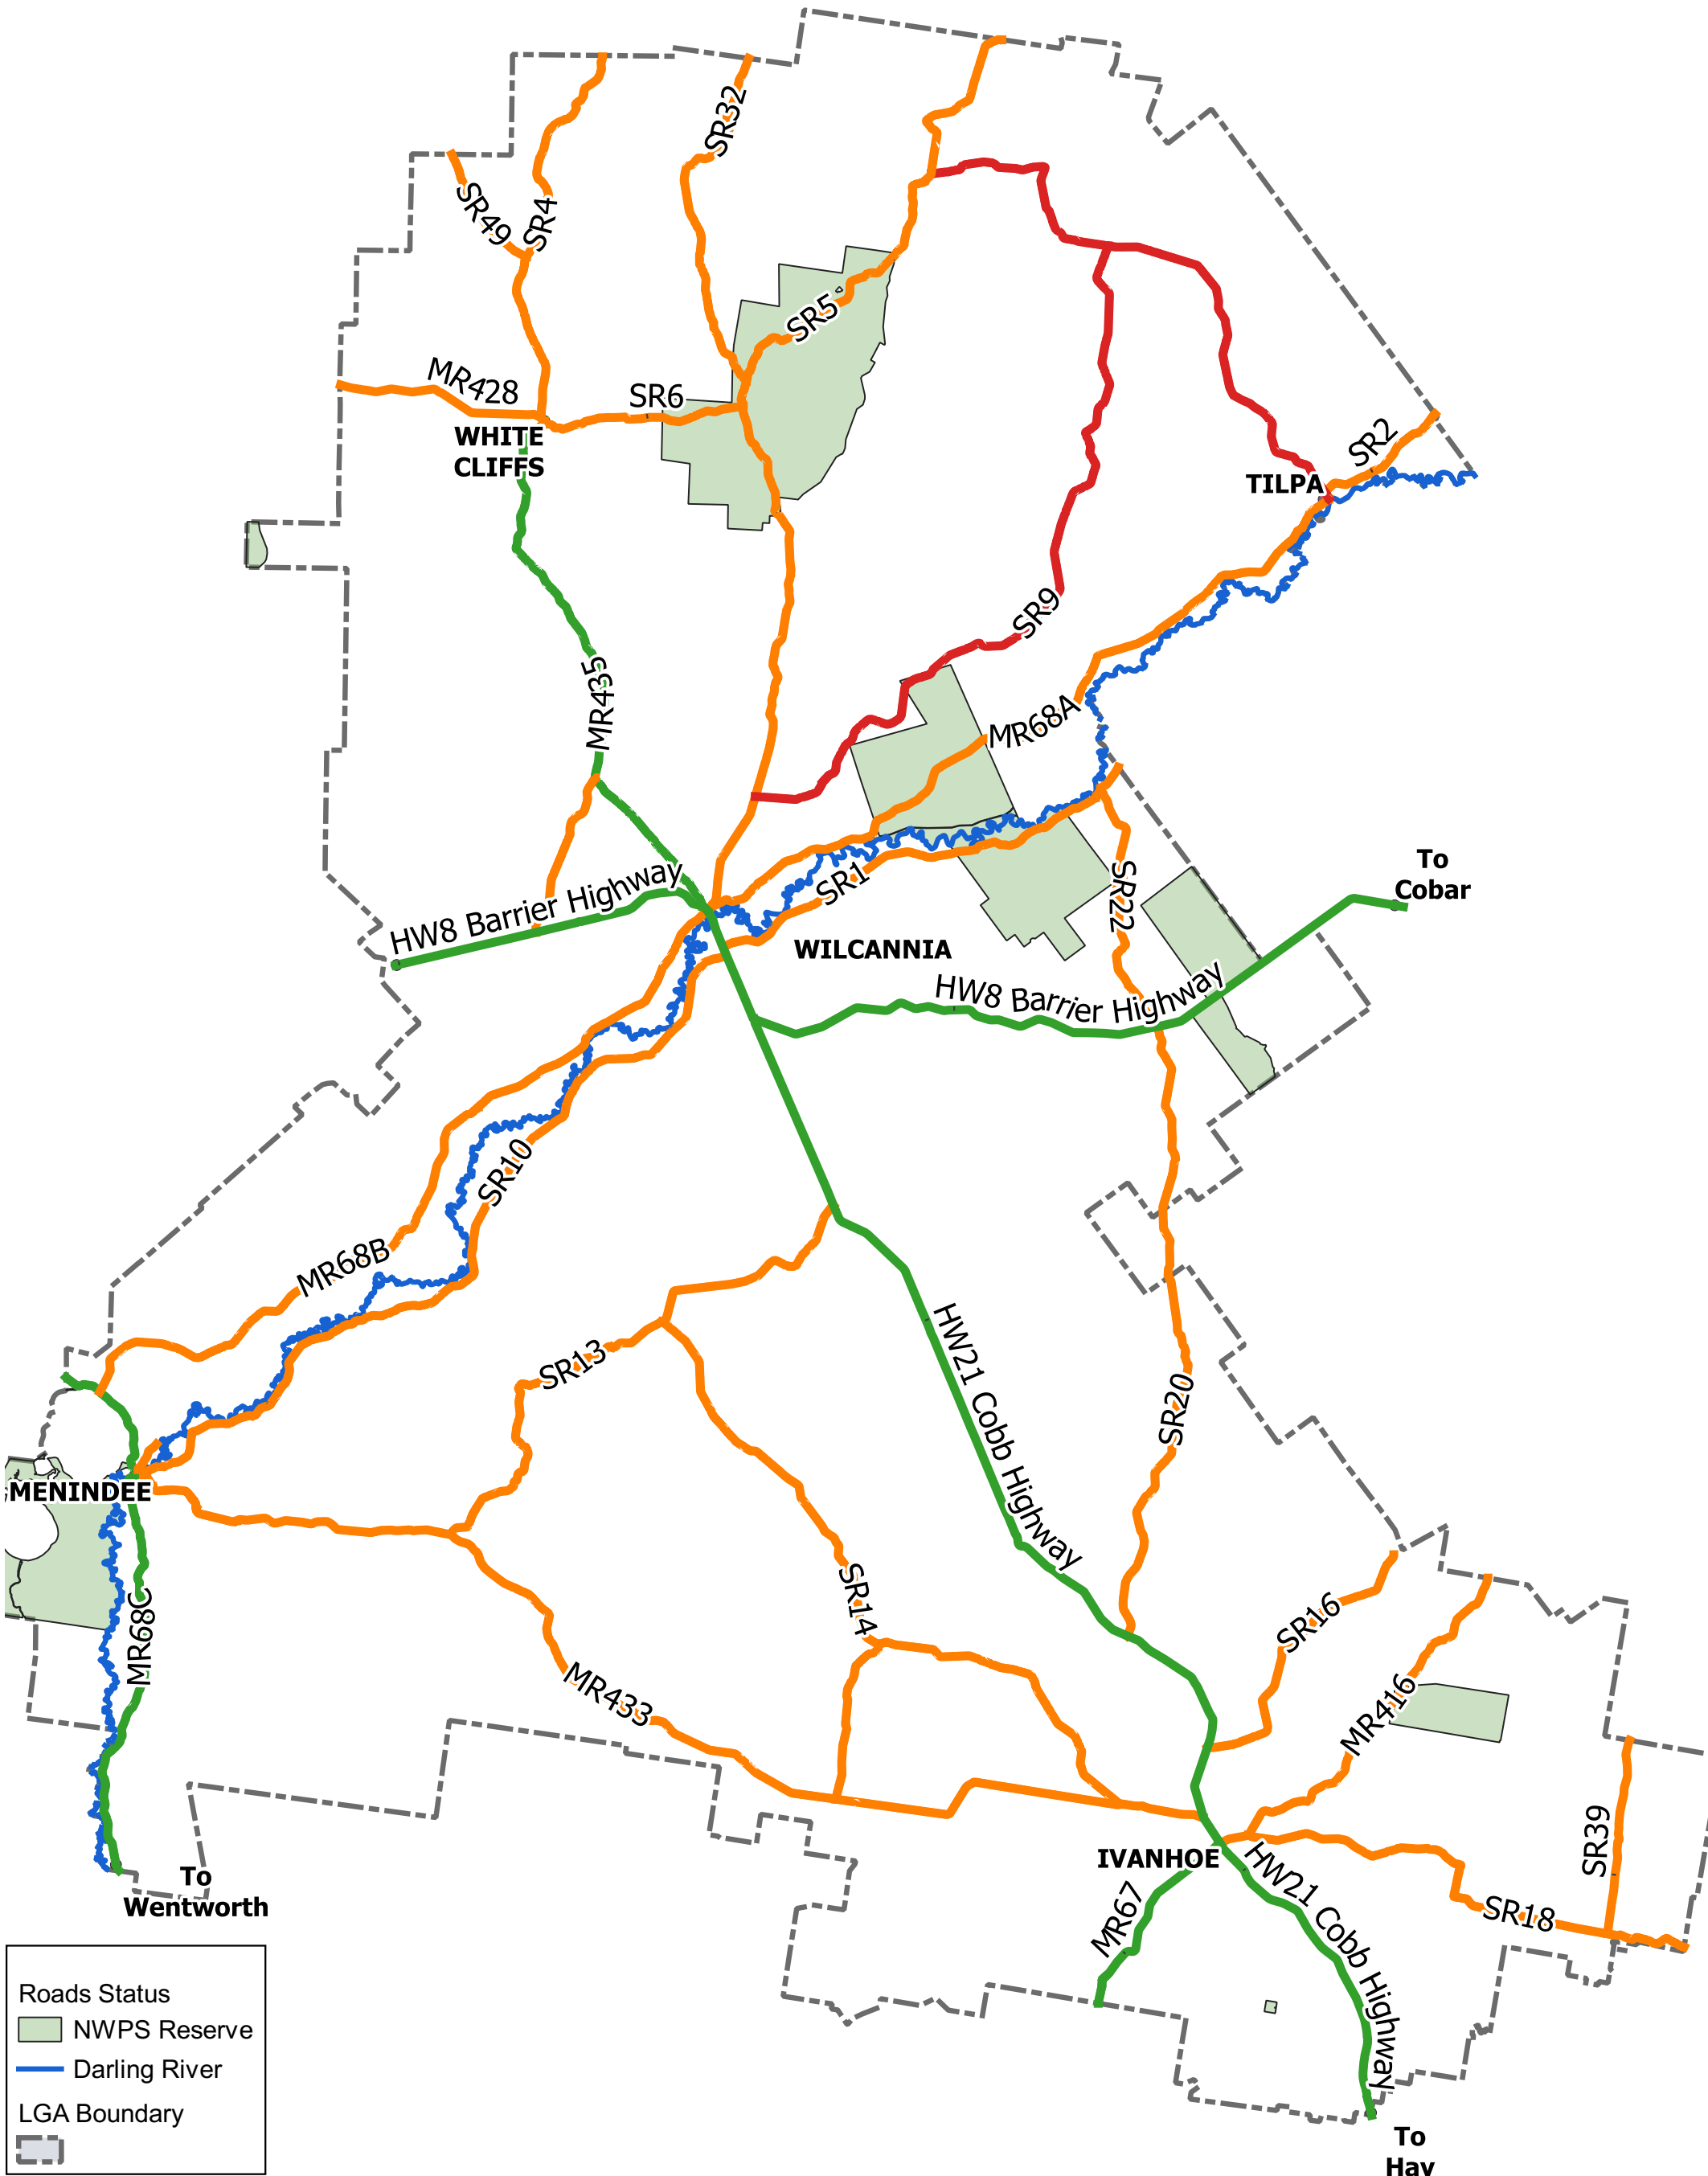 SR32
SR49
SR4
SR5
MR428
SR6
WHITE
CLIFFS
SR2
TILPA
SR9
MR435
MR68A
To
Cobar
SR1
SR22
HW8 Barrier Highway
WILCANNIA
HW8 Barrier Highway
SR10
MR68B
HW21 Cobb Highway
SR13
SR20
MENINDEE
SR14
SR16
MR68C
MR433
MR416
SR39
IVANHOE
HW21 Cobb Highway
To
Wentworth
MR67
SR18
Roads Status
NWPS Reserve
Darling River
LGA Boundary
To
Hay